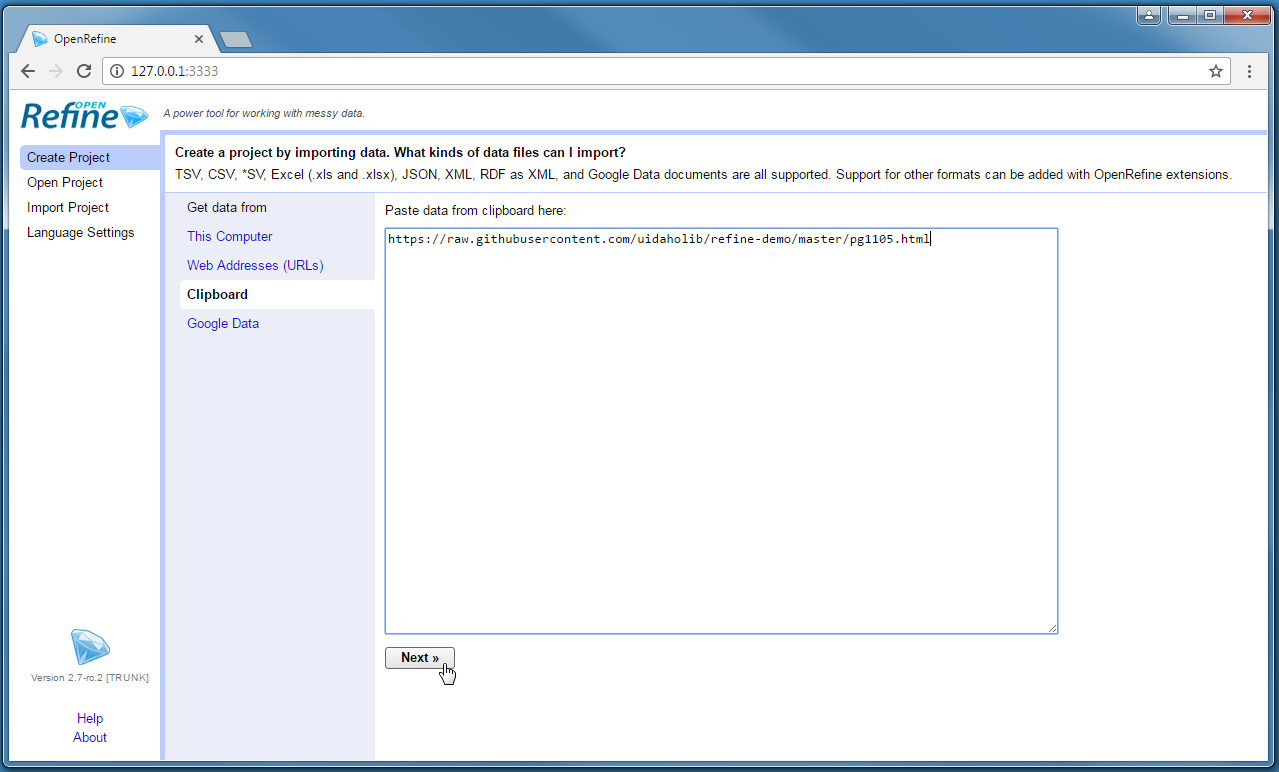 OpenRefine
127.0.0.1:3333
OPEN
Refine
A power tool for working with messy data.
Create Project
Open Project
Import Project
Language Settings
Create a project by importing data. What kinds of data files can I import?
TSV, CSV, *SV, Excel (.xls and .xlsx), JSON, XML, RDF as XML, and Google Data documents are all supported. Support for other formats can be added with OpenRefine extensions.
Get data from
This Computer
Web Addresses (URLs)
Clipboard
Google Data
Paste data from clipboard here:
https://raw.githubusercontent.com/uidaholib/refine-demo/master/pg1105.html
Next »
Version 2.7-rc.2 [TRUNK]
Help
About